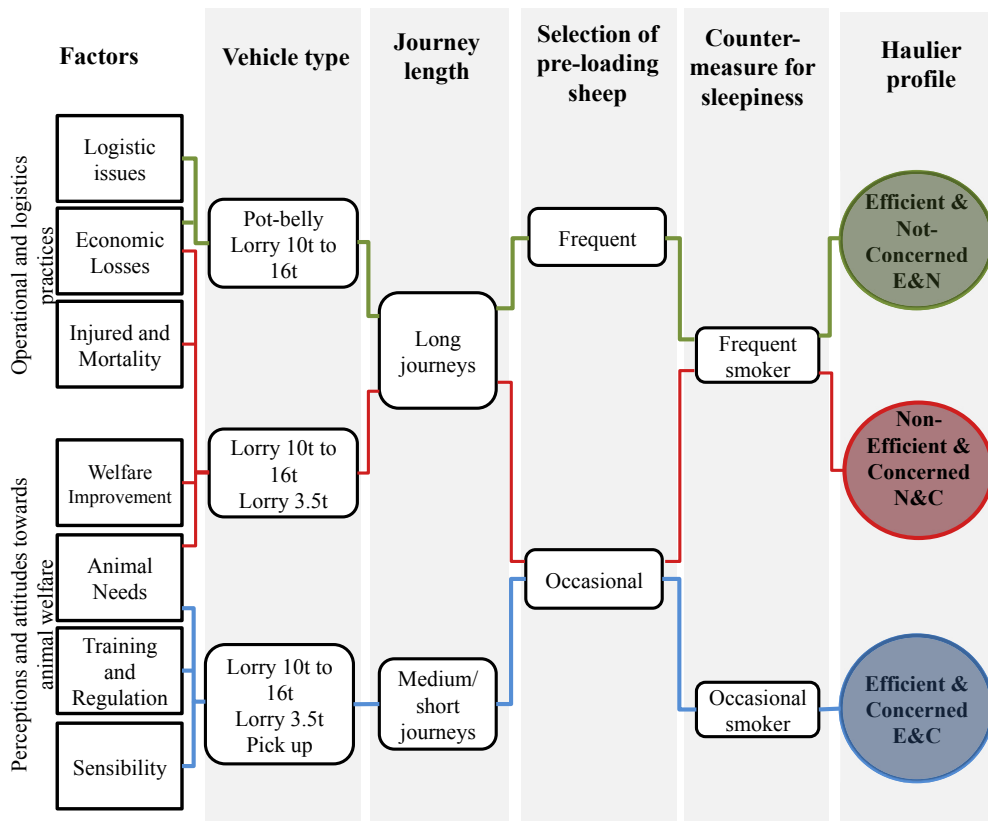 Factors
Vehicle type
Journey
length
Selection of
pre-loading
sheep
Counter-
measure for
sleepiness
Haulier
profile
Operational and logistics
practices
Logistic
issues
Economic
Losses
Injured and
Mortality
Perceptions and attitudes towards
animal welfare
Welfare
Improvement
Animal
Needs
Training
and
Regulation
Sensibility
Pot-belly
Lorry 10t to
16t
Lorry 10t to
16t
Lorry 3.5t
Lorry 10t to
16t
Lorry 3.5t
Pick up
Long
journeys
Medium/
short
journeys
Frequent
Occasional
Frequent
smoker
Occasional
smoker
Efficient &
Not-
Concerned
E&N
Non-
Efficient &
Concerned
N&C
Efficient &
Concerned
E&C